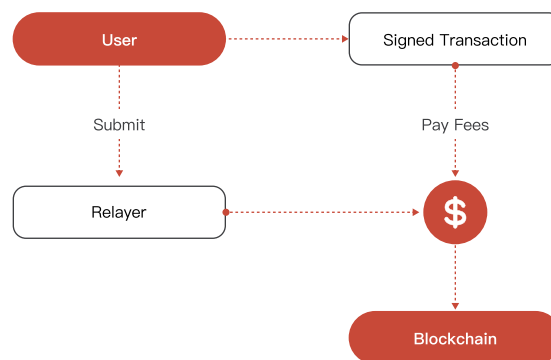 User
Signed Transaction
Submit
Pay Fees
Relayer
$
Blockchain